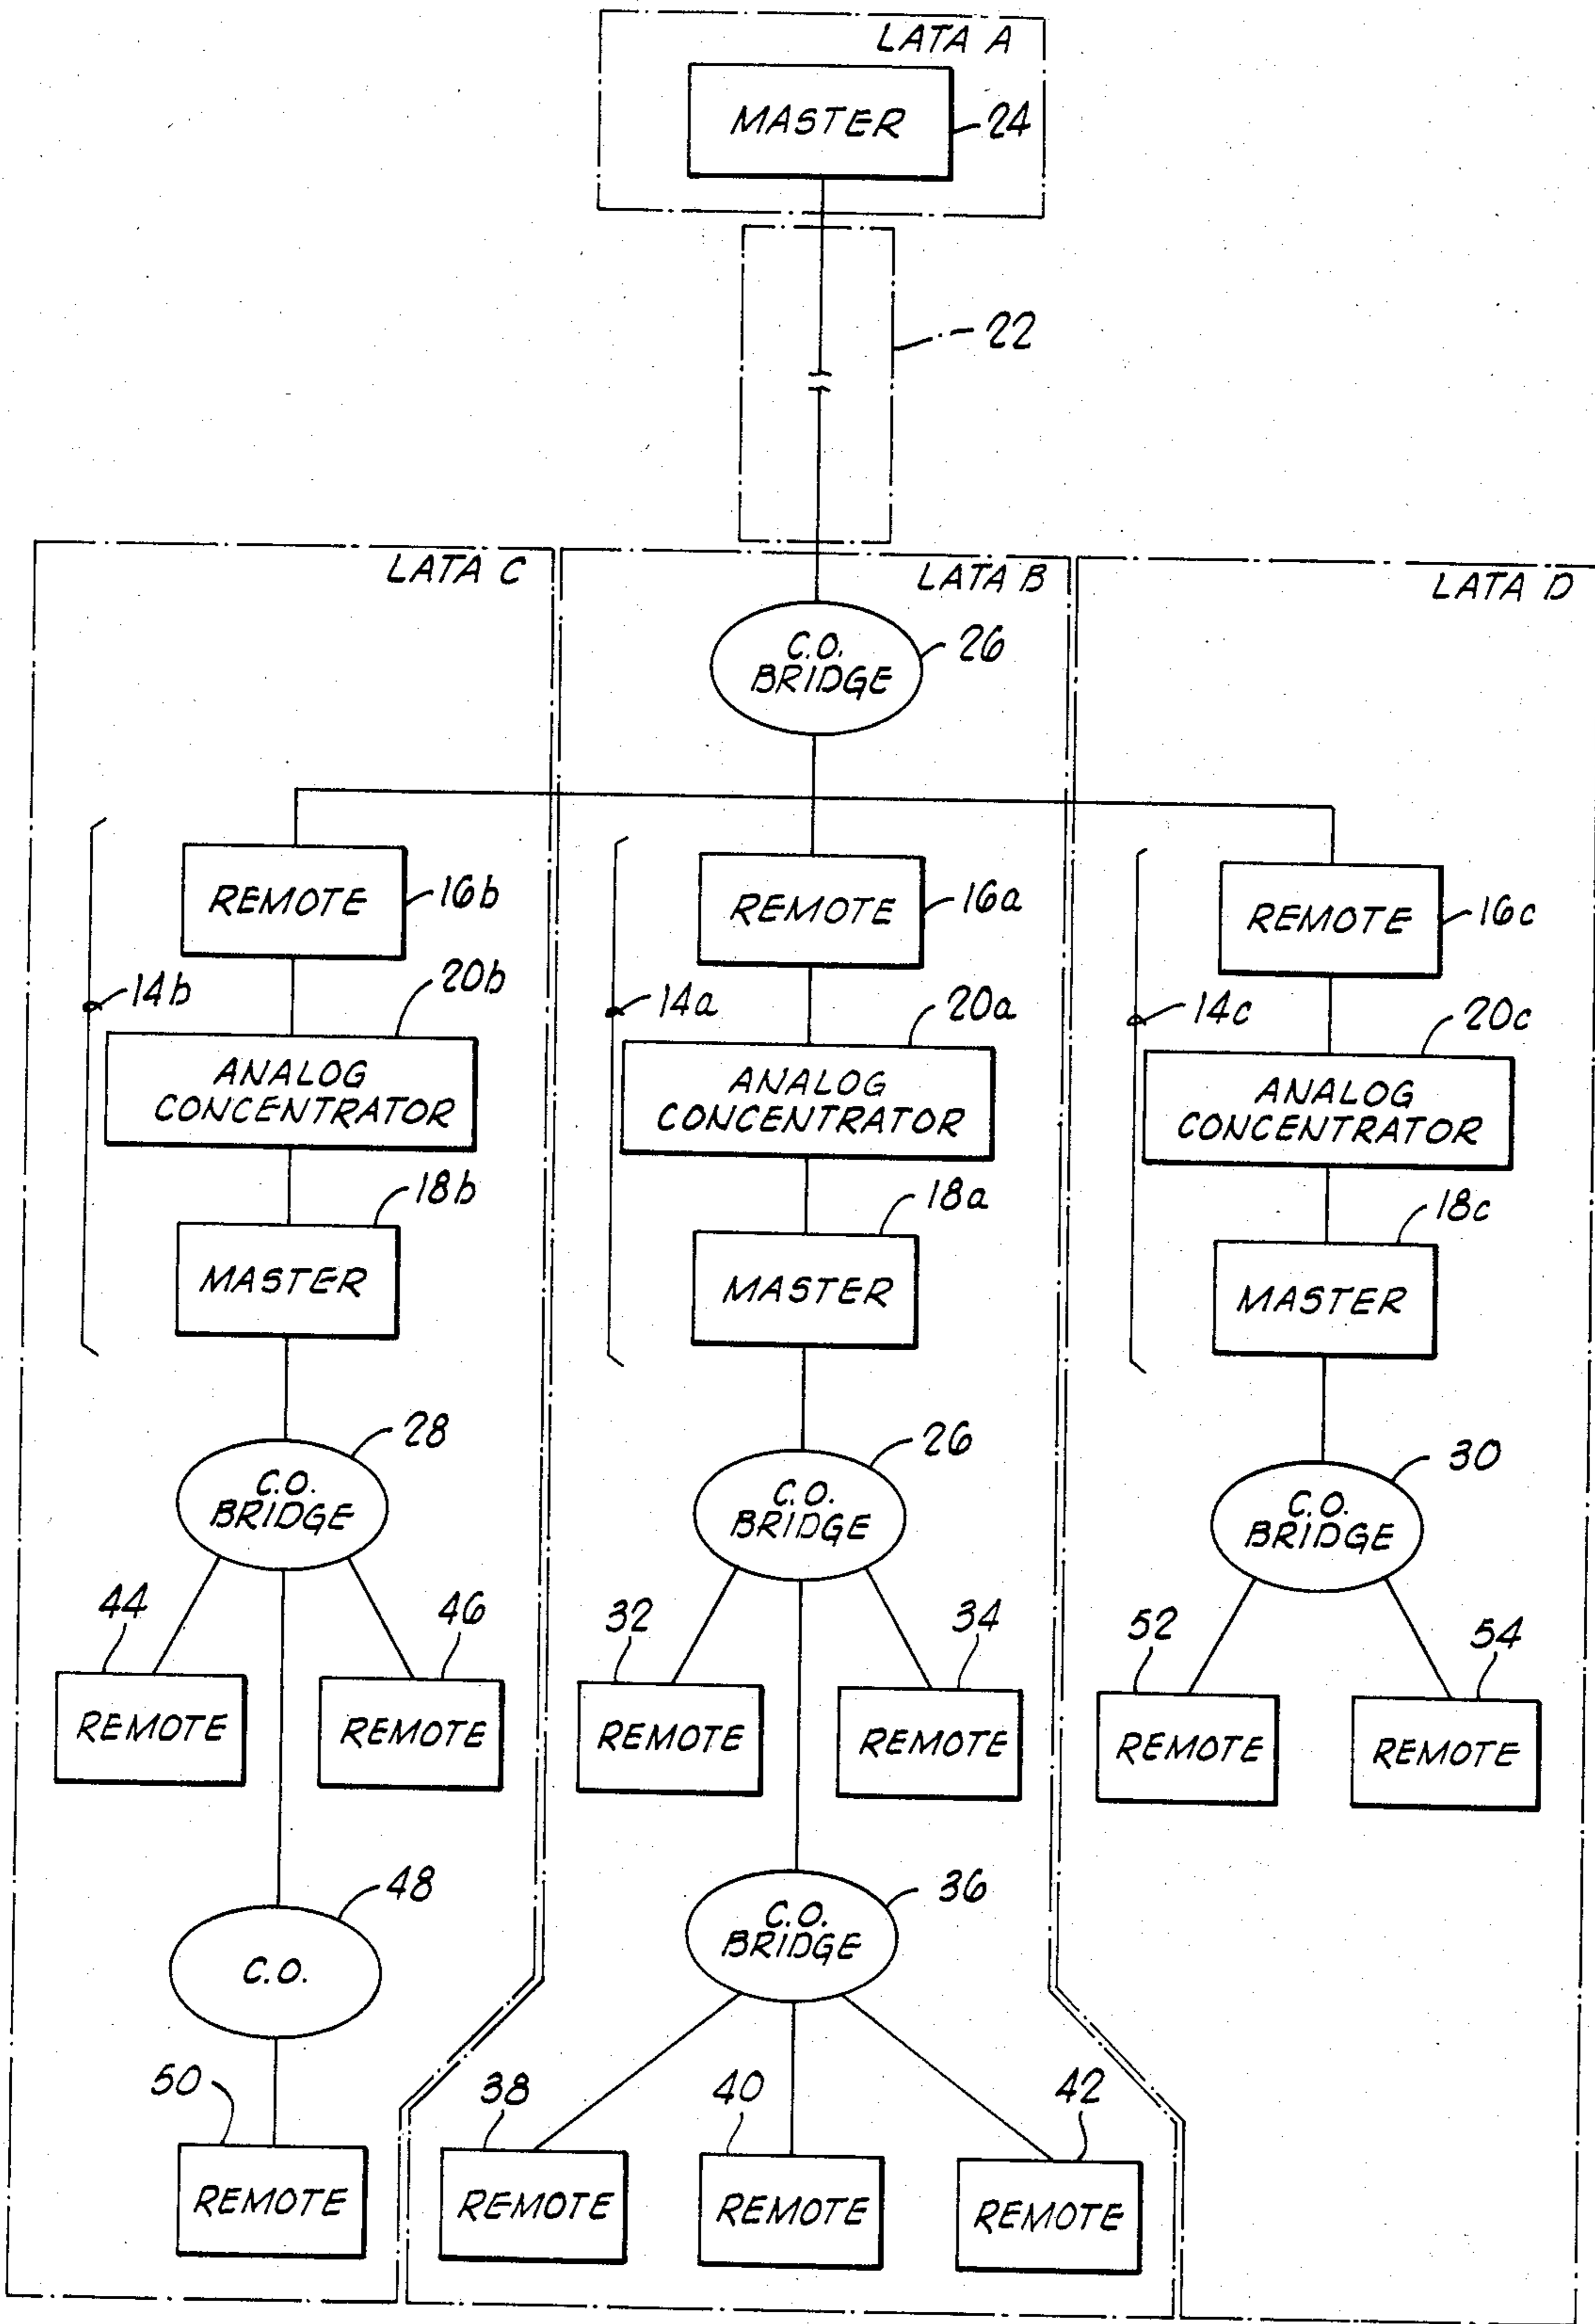 LATA A
MASTER
24
22
LATA C
LATA B
LATA D
C.O.
BRIDGE
26
REMOTE
16b
REMOTE
16a
REMOTE
16c
14b
20b
14a
20a
14c
20c
ANALOG
CONCENTRATOR
ANALOG
CONCENTRATOR
ANALOG
CONCENTRATOR
18b
18a
18c
MASTER
MASTER
MASTER
28
26
30
C.O.
BRIDGE
C.O.
BRIDGE
C.O.
BRIDGE
44
46
32
34
52
54
REMOTE
REMOTE
REMOTE
REMOTE
REMOTE
REMOTE
48
36
C.O.
C.O.
BRIDGE
50
38
40
42
REMOTE
REMOTE
REMOTE
REMOTE